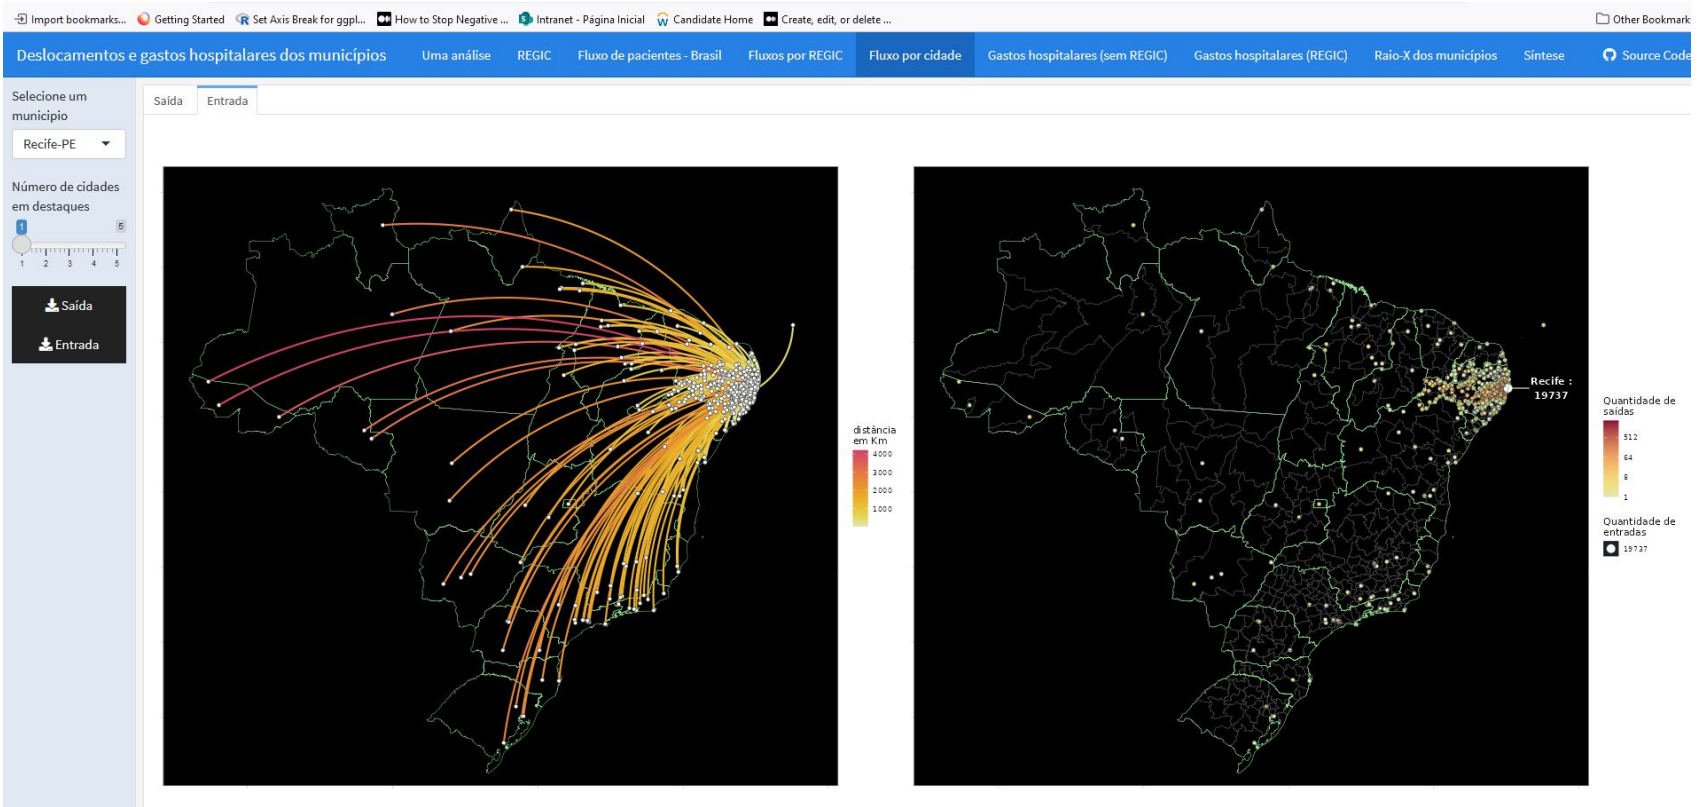 Import bookmarks... Getting Started Set Axis Break for ggpl... How to Stop Negative ... Intranet - Página Inicial Candidate Home Create, edit, or delete ... Other Bookmarks
Deslocamentos e gastos hospitalares dos municípios Uma análise REGIC Fluxo de pacientes - Brasil Fluxos por REGIC Fluxo por cidade Gastos hospitalares (sem REGIC) Gastos hospitalares (REGIC) Raio-X dos municípios Síntese Source Code
Selecione um
municipio
Recife-PE
Número de cidades
em destaques
1 5
1 2 3 4 5
Saída
Entrada
Saída Entrada
distância
em Km
4000
3000
2000
1000
Recife :
19737
Quantidade de
saídas
512
64
8
1
Quantidade de
entradas
19737